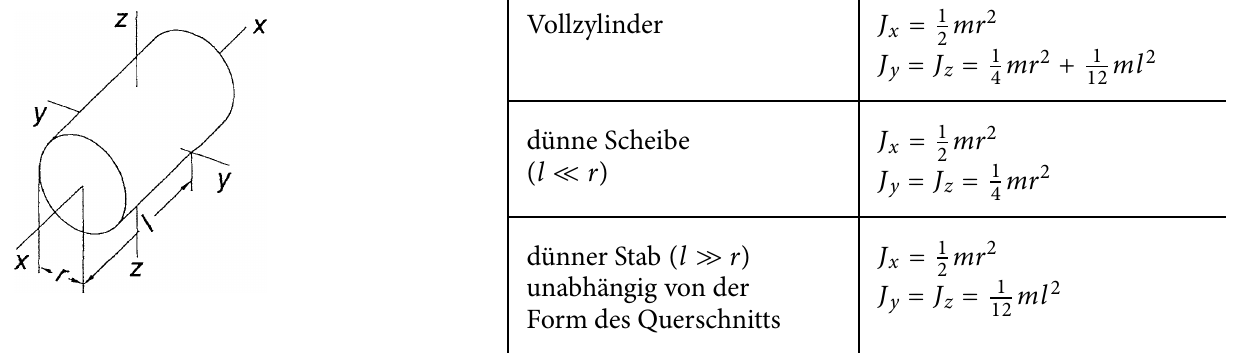 z
x
y
y
l
x
r
z
Vollzylinder
J_x = \frac{1}{2}mr^2
J_y = J_z = \frac{1}{4}mr^2 + \frac{1}{12}ml^2
dünne Scheibe
(l ≪ r)
J_x = \frac{1}{2}mr^2
J_y = J_z = \frac{1}{4}mr^2
dünner Stab (l ≫ r)
unabhängig von der
Form des Querschnitts
J_x = \frac{1}{2}mr^2
J_y = J_z = \frac{1}{12}ml^2